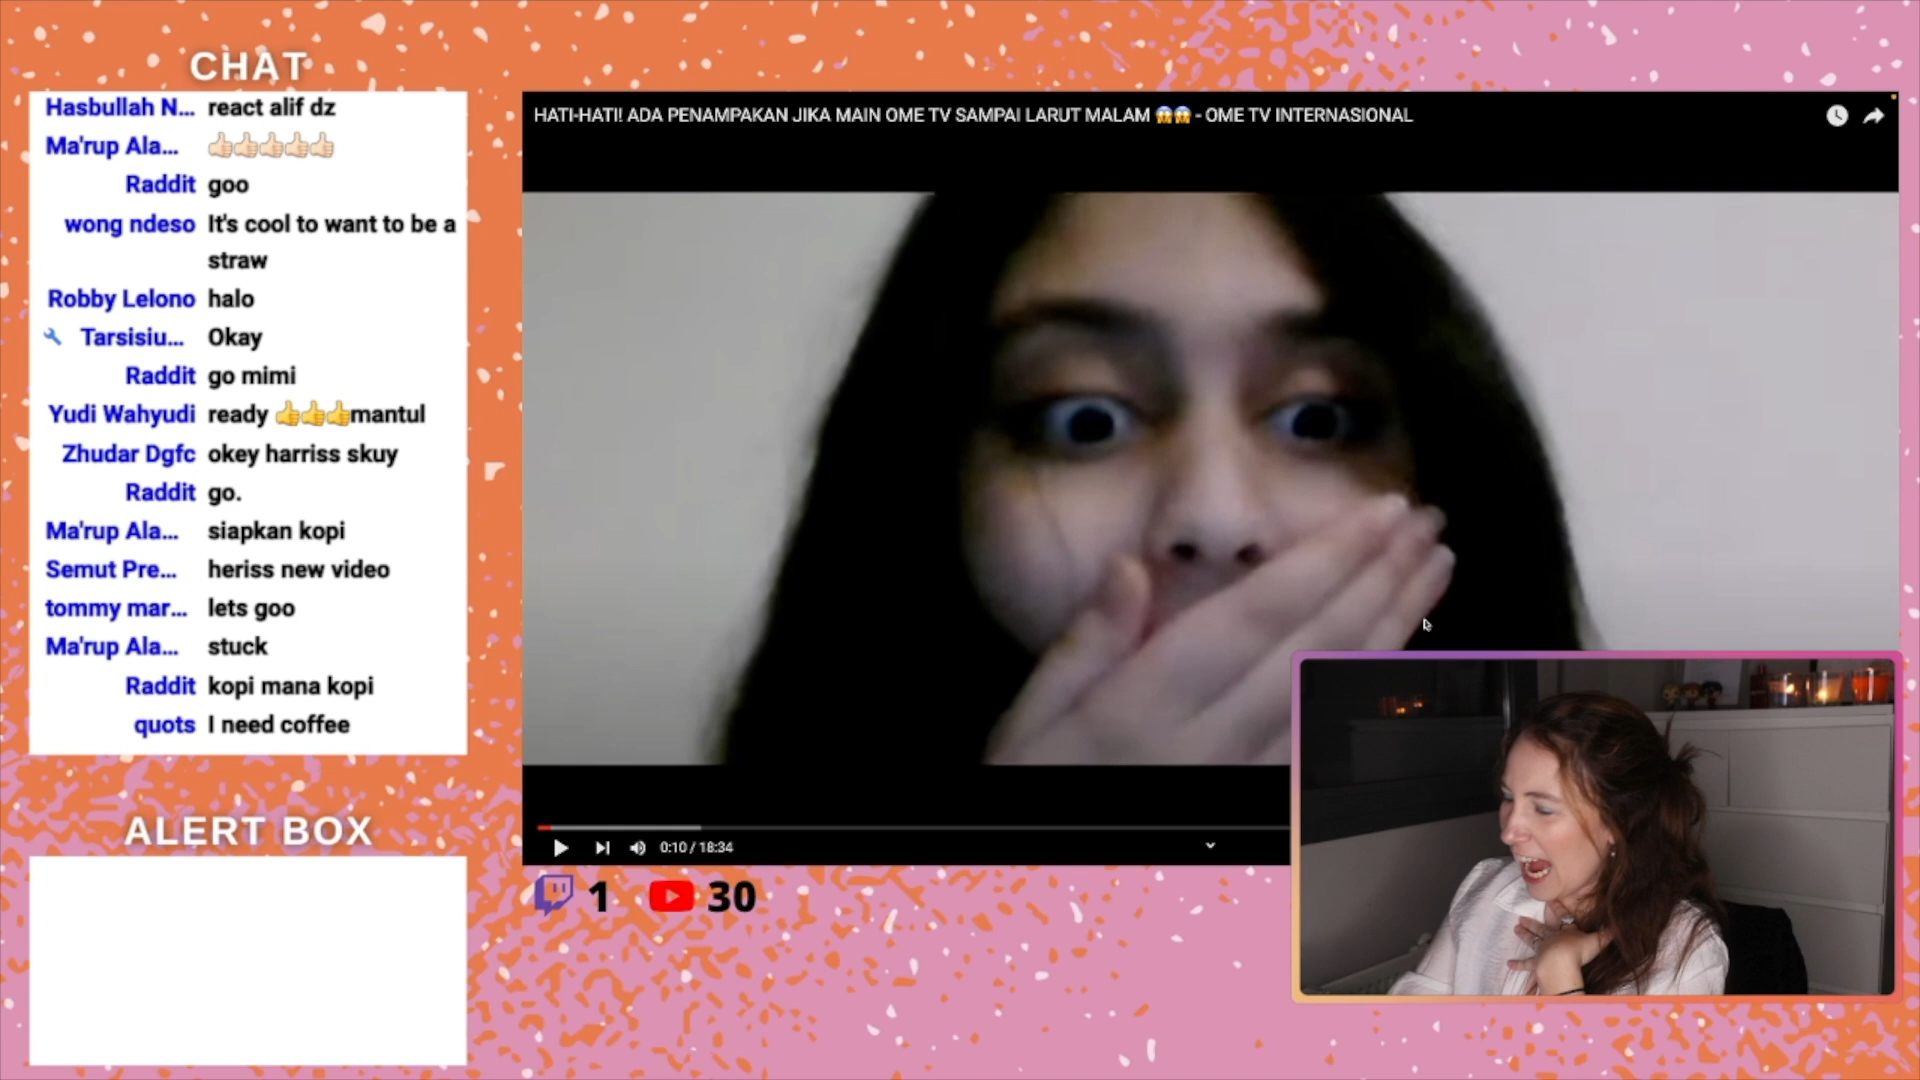 CHAT
Hasbullah N... react alif dz
Ma'rup Ala... 👍🏻👍🏻👍🏻👍🏻👍🏻
Raddit goo
wong ndeso It's cool to want to be a
straw
Robby Lelono halo
Tarsisiu... Okay
Raddit go mimi
Yudi Wahyudi ready 👍👍👍mantul
Zhudar Dgfc okey harriss skuy
Raddit go.
Ma'rup Ala... siapkan kopi
Semut Pre... heriss new video
tommy mar... lets goo
Ma'rup Ala... stuck
Raddit kopi mana kopi
quots I need coffee
ALERT BOX
HATI-HATI! ADA PENAMPAKAN JIKA MAIN OME TV SAMPAI LARUT MALAM 😱😱 - OME TV INTERNASIONAL
0:10 / 18:34
1 30